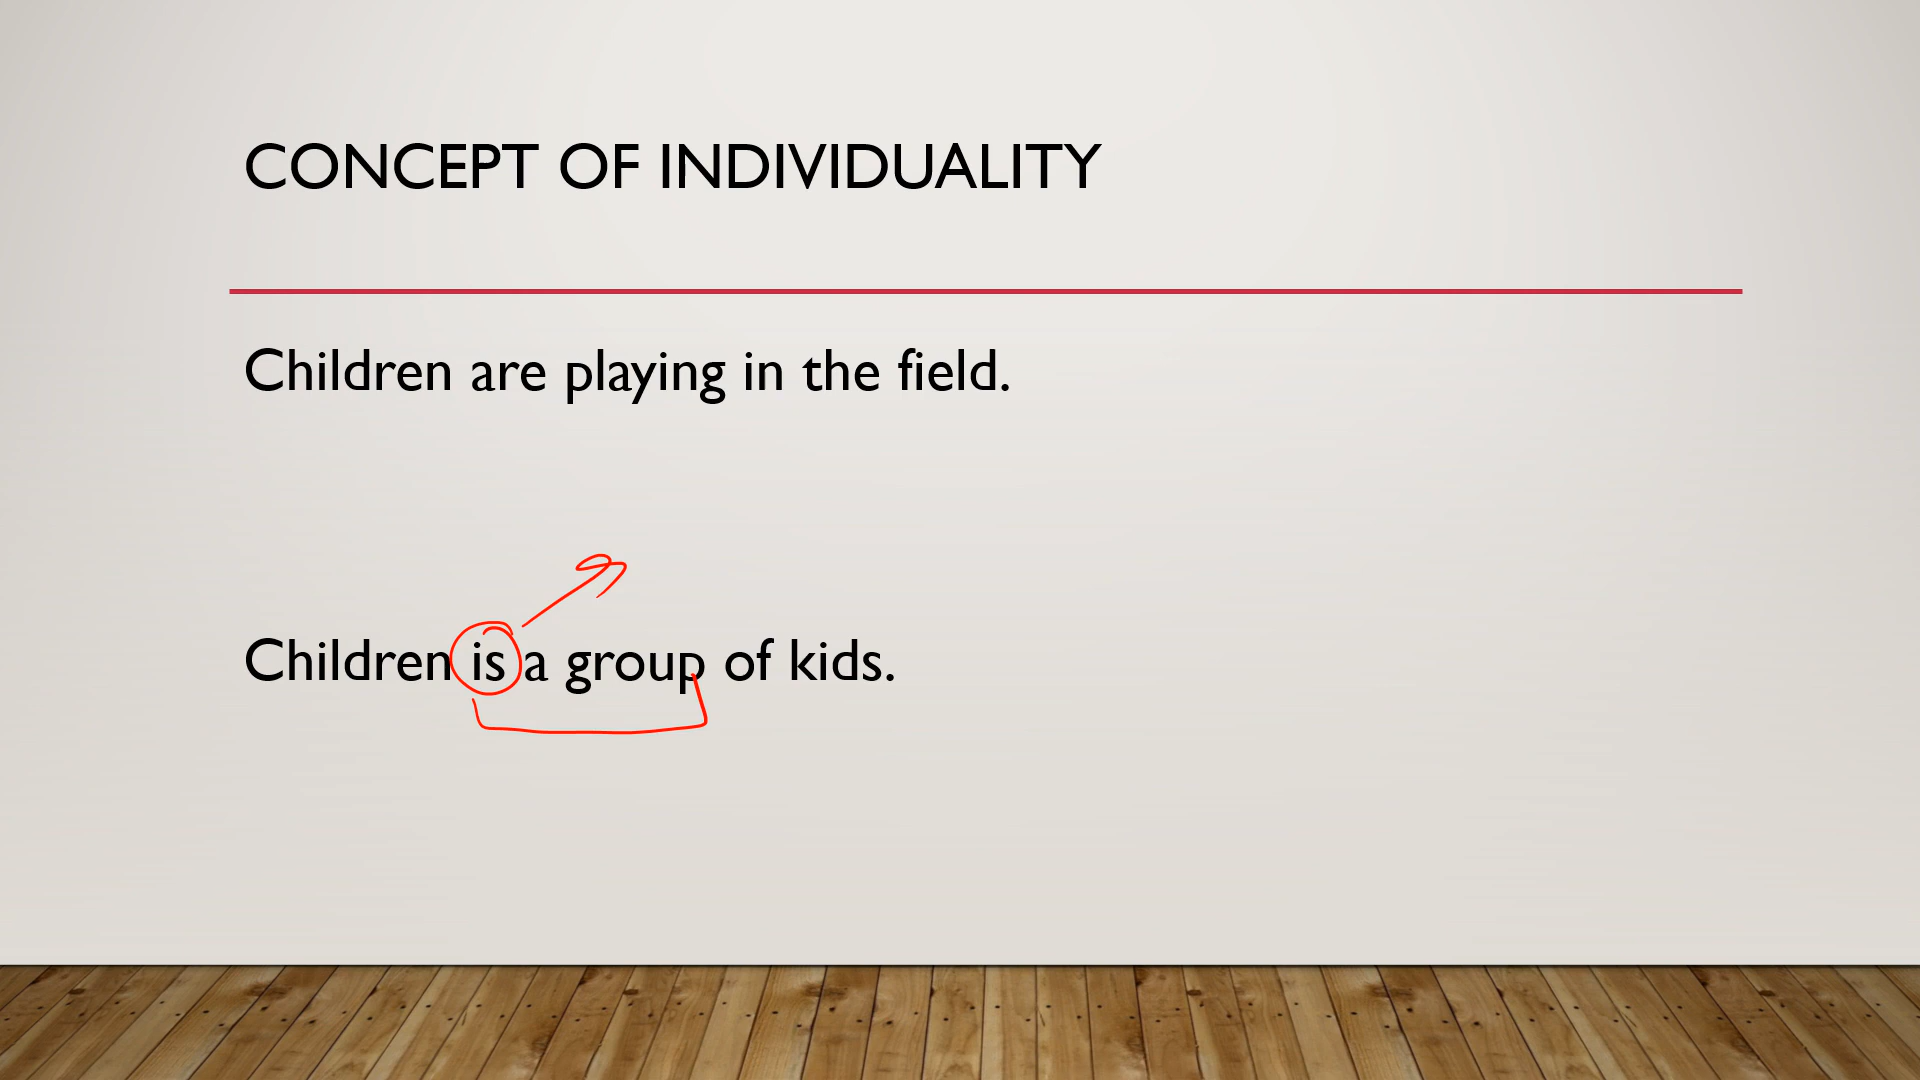 CONCEPT OF INDIVIDUALITY
Children are playing in the field.
Children is a group of kids.